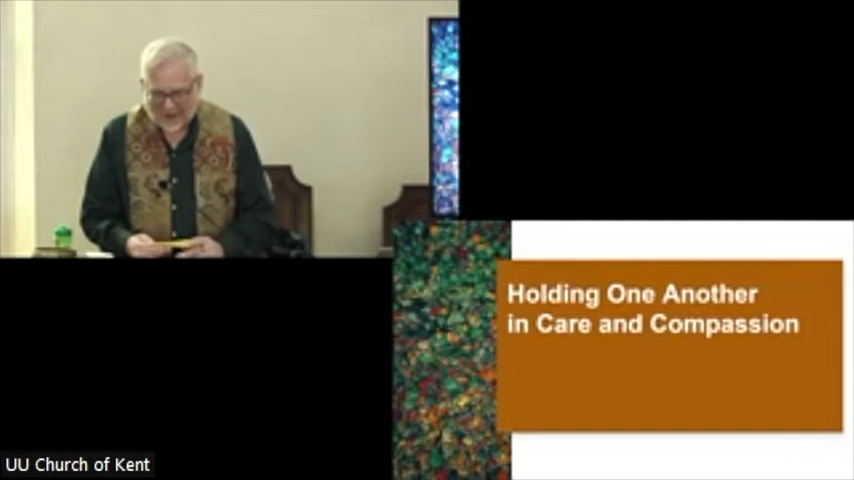 Holding One Another
in Care and Compassion
UU Church of Kent